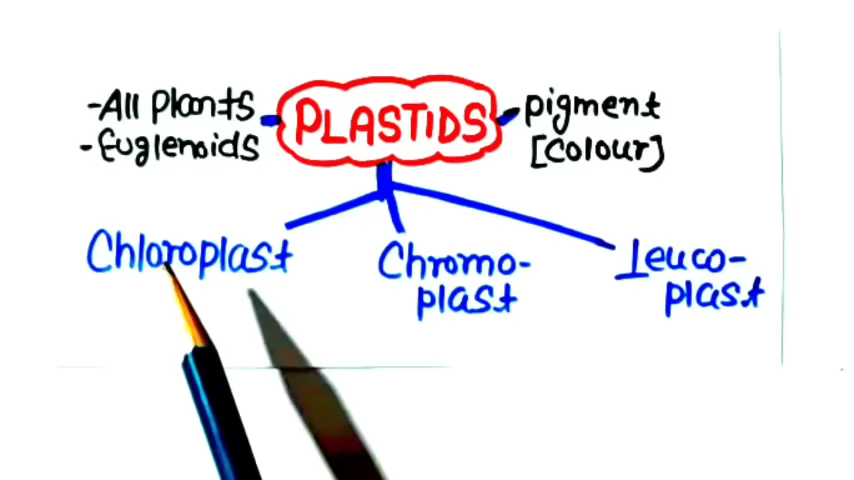 -All Plants
-Euglenoids
PLASTIDS
pigment
[Colour]
Chloroplast
Chromo-
plast
Leuco-
plast